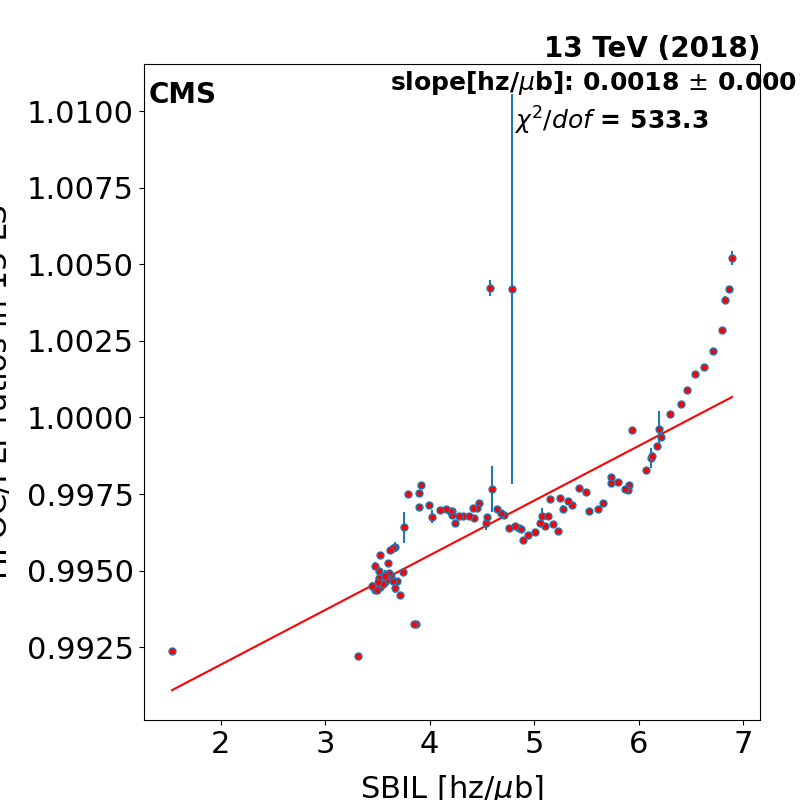 13 TeV (2018)
CMS
slope[hz/μb]: 0.0018 ± 0.000
χ²/dof = 533.3
1.0100
1.0075
1.0050
1.0025
1.0000
0.9975
0.9950
0.9925
2 3 4 5 6 7
SBIL [hz/μb]